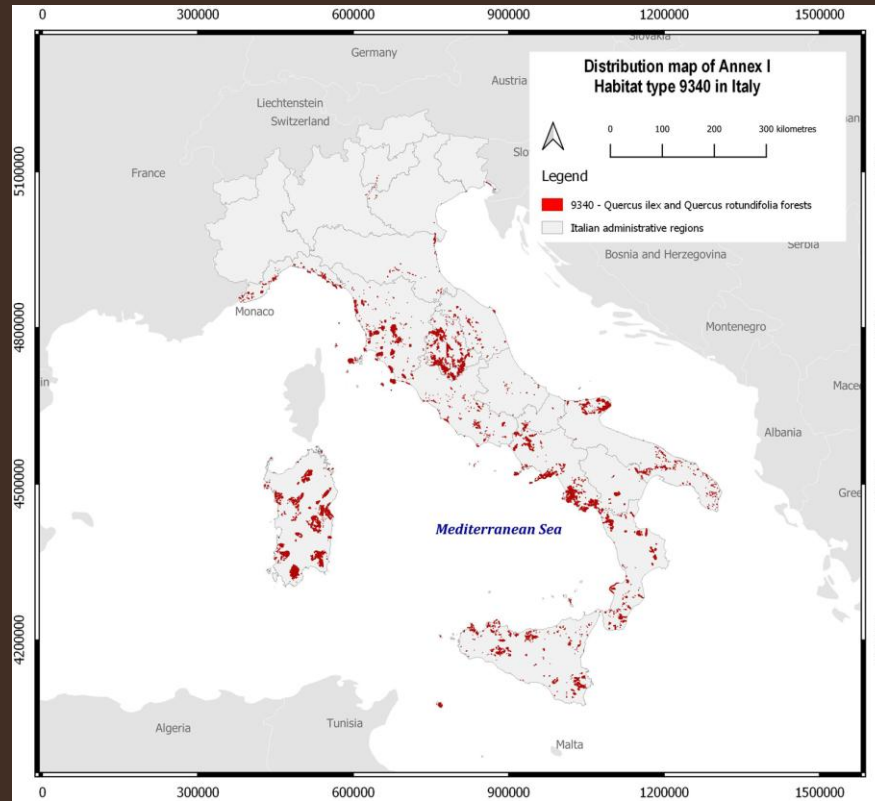 0 300000 600000 900000 1200000 1500000
Distribution map of Annex I
Habitat type 9340 in Italy
0 100 200 300 kilometres
Legend
9340 - Quercus ilex and Quercus rotundifolia forests
Italian administrative regions
Slovakia
Germany
Austria
Liechtenstein
Switzerland
France
5100000
Bosnia and Herzegovina
Serbia
Monaco
4800000
Montenegro
Albania
4500000
Mediterranean Sea
4200000
Algeria
Tunisia
Malta
0 300000 600000 900000 1200000 1500000